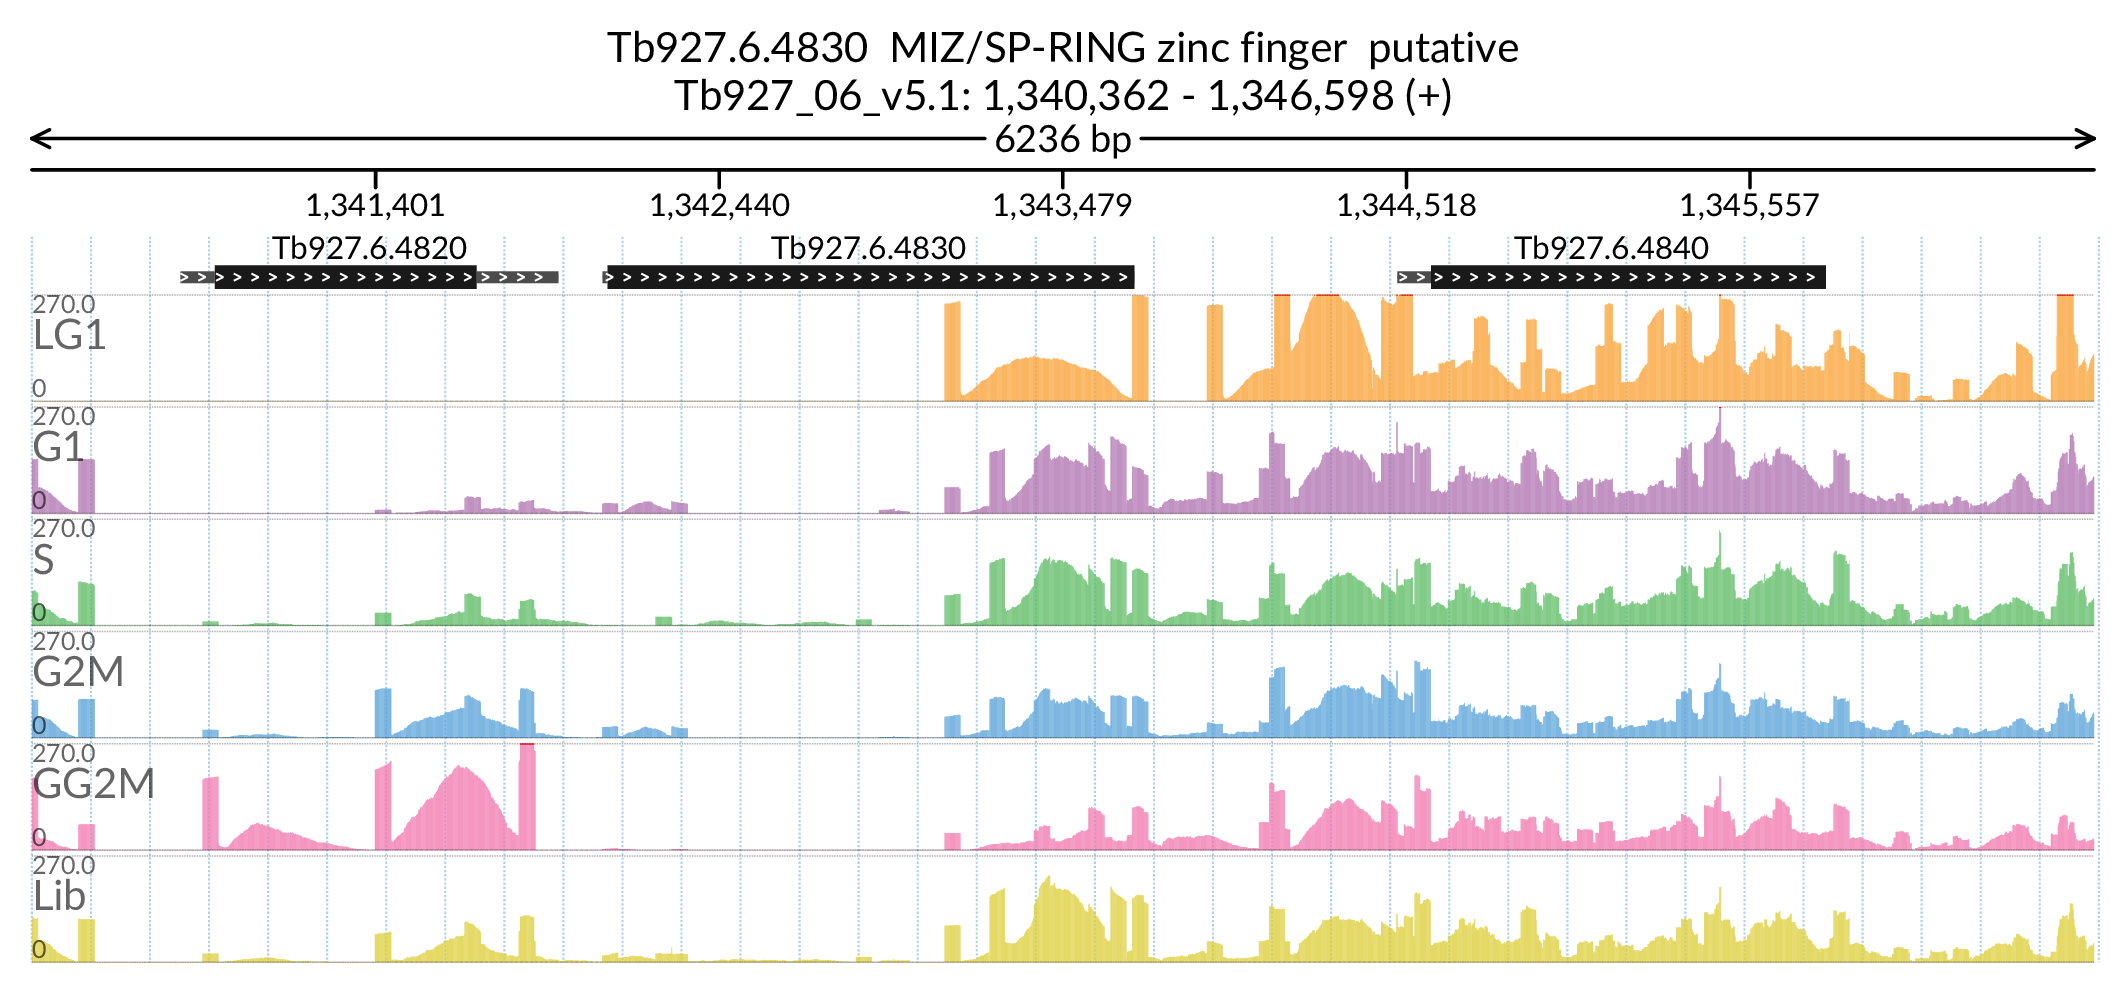 Tb927.6.4830 MIZ/SP-RING zinc finger putative
Tb927_06_v5.1: 1,340,362 - 1,346,598 (+)
6236 bp
1,341,401 1,342,440 1,343,479 1,344,518 1,345,557
Tb927.6.4820 Tb927.6.4830 Tb927.6.4840
270.0
LG1
0
270.0
G1
0
270.0
S
0
270.0
G2M
0
270.0
GG2M
0
270.0
Lib
0